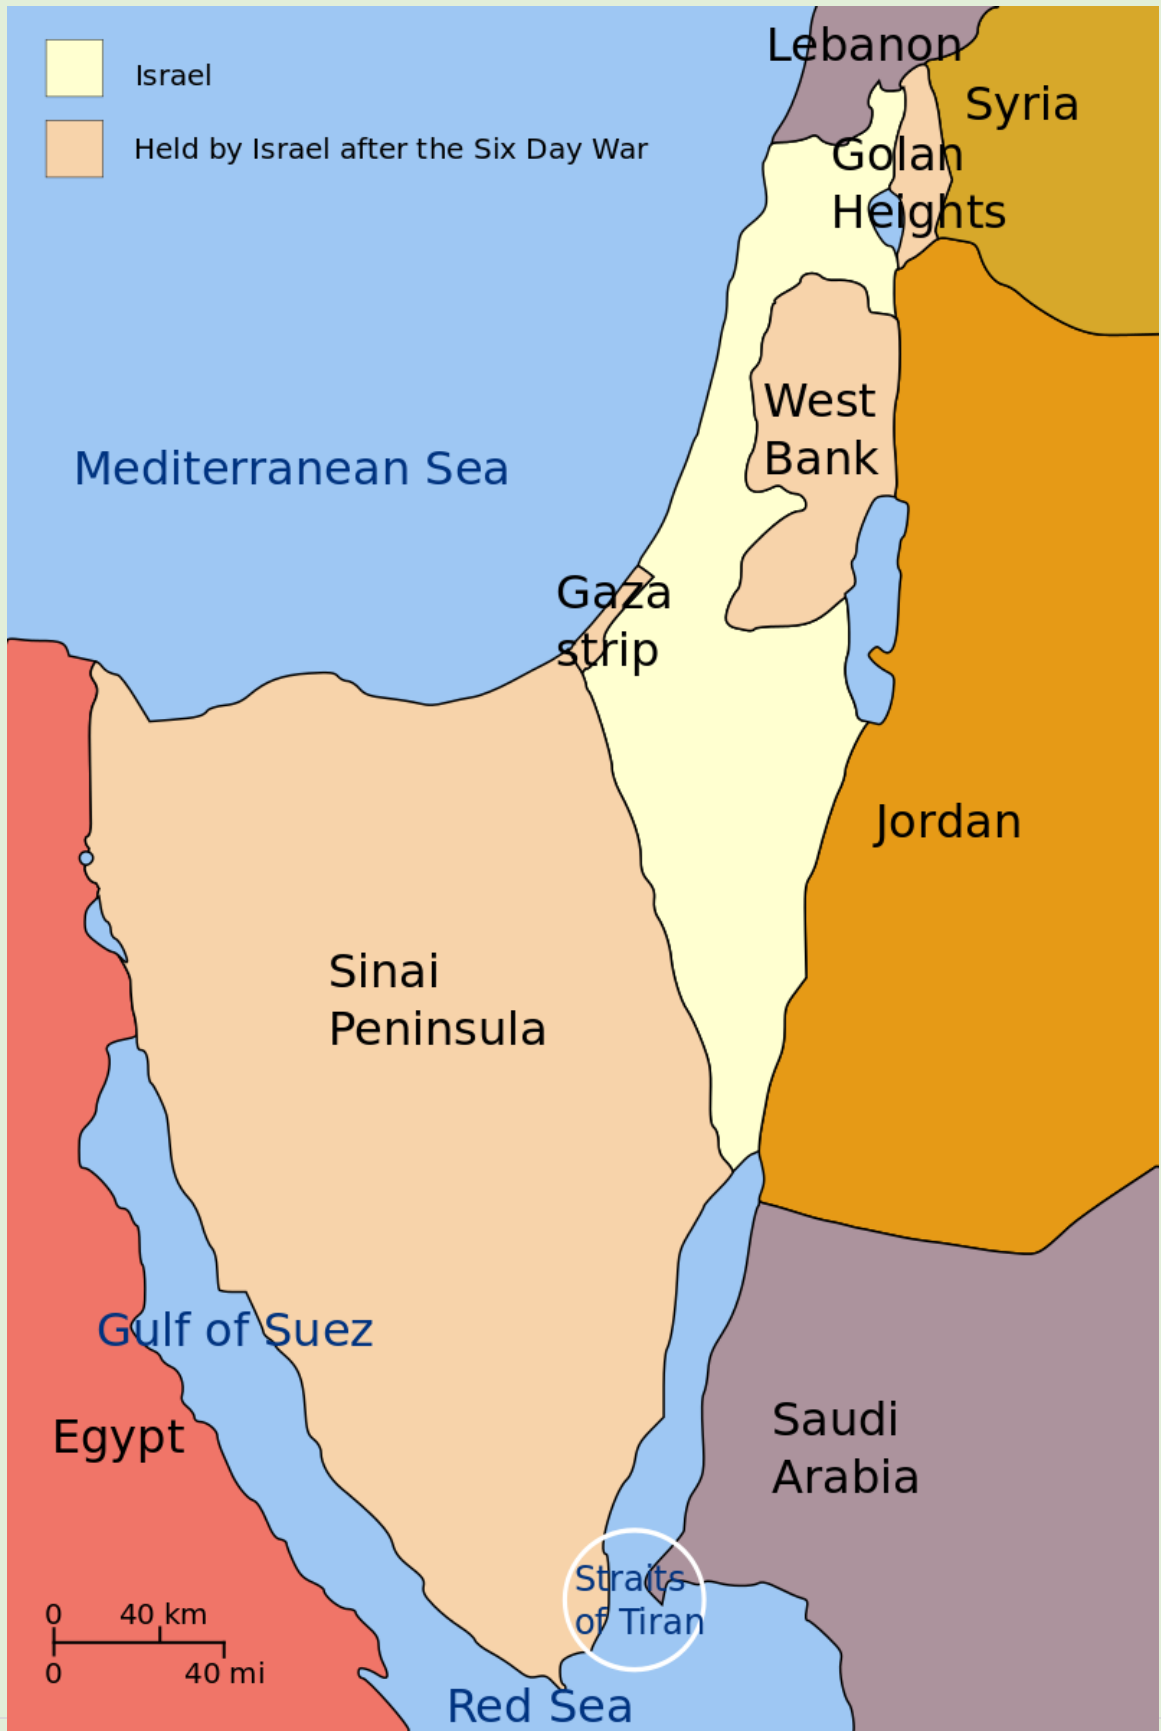 Israel
Held by Israel after the Six Day War
Lebanon
Syria
Golan
Heights
West
Bank
Mediterranean Sea
Gaza
strip
Jordan
Sinai
Peninsula
Gulf of Suez
Egypt
Saudi
Arabia
Straits
of Tiran
0 40 km
0 40 mi
Red Sea